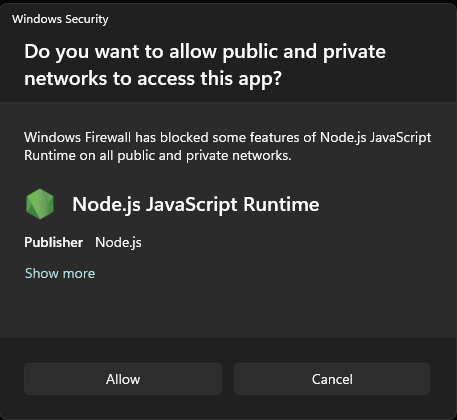 Windows Security
Do you want to allow public and private
networks to access this app?
Windows Firewall has blocked some features of Node.js JavaScript
Runtime on all public and private networks.
Node.js JavaScript Runtime
Publisher Node.js
Show more
Allow Cancel